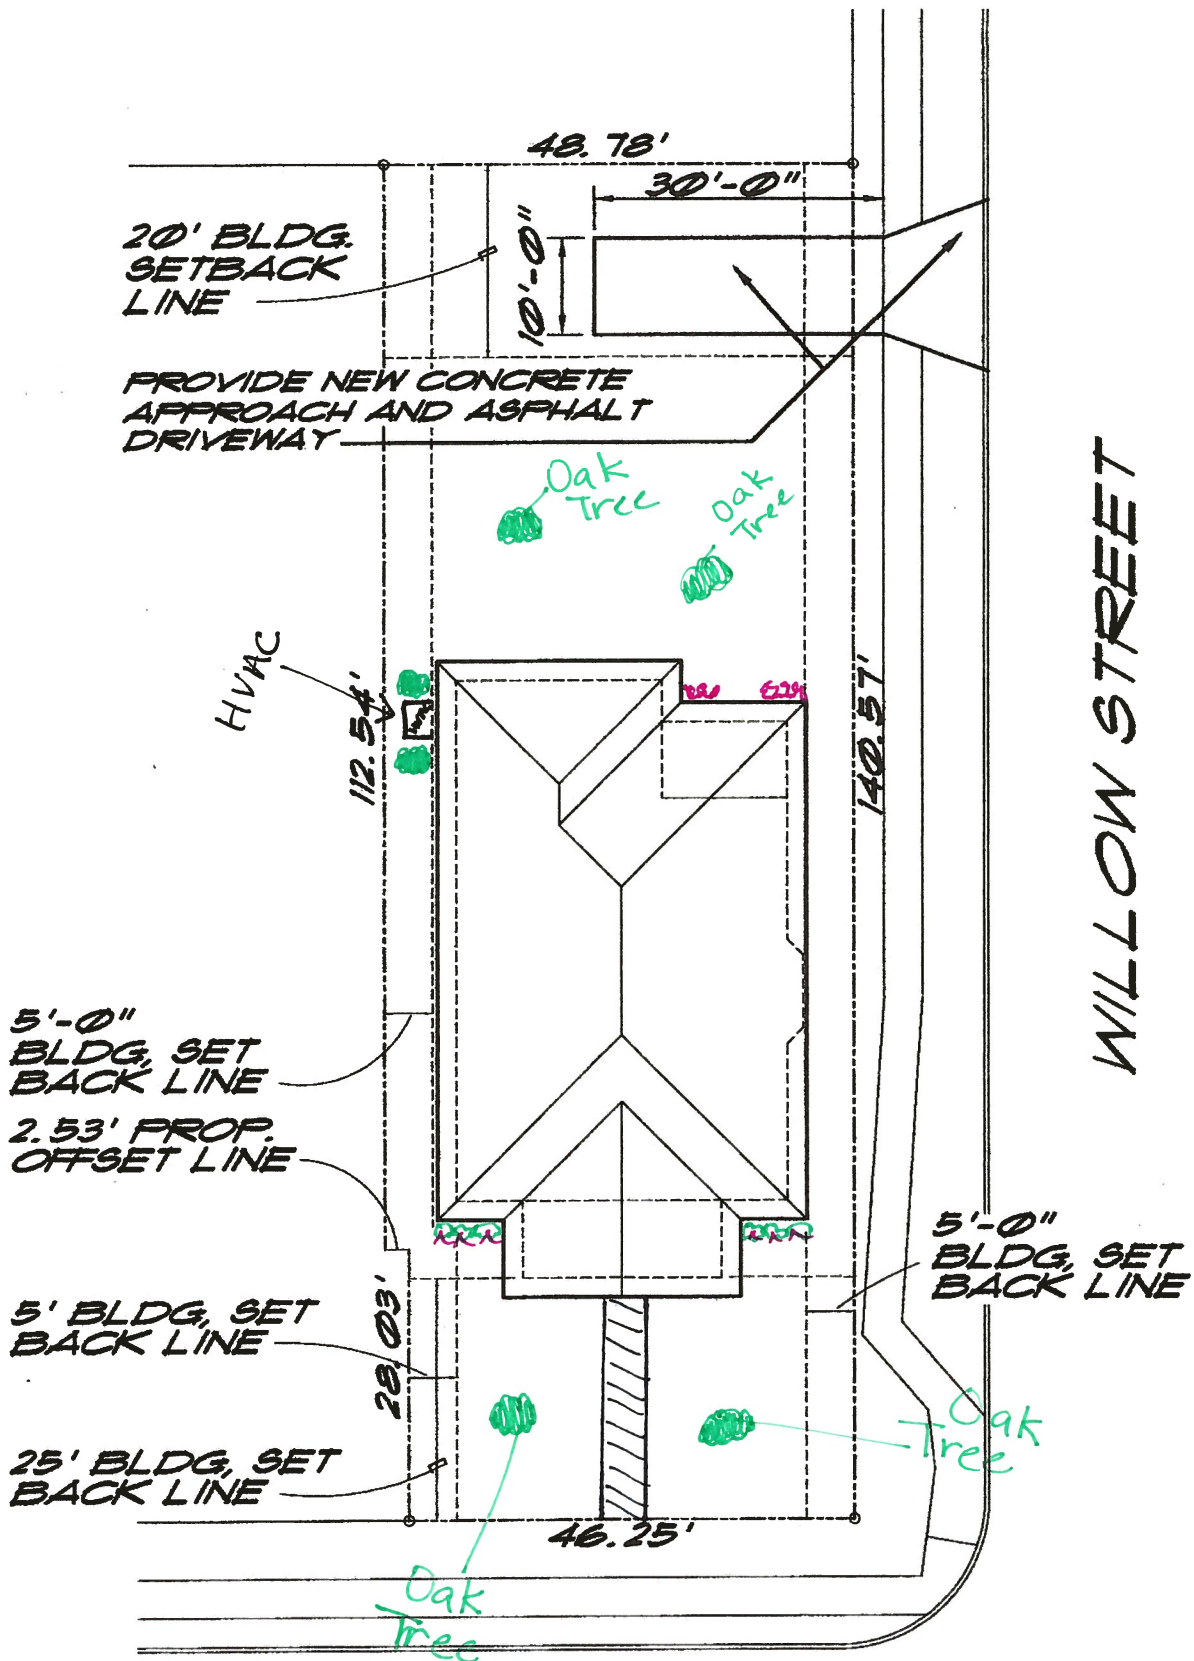 48.78'
30'-0"
20' BLDG.
SETBACK
LINE
10'-0"
PROVIDE NEW CONCRETE
APPROACH AND ASPHALT
DRIVEWAY
Oak
Tree
Oak
Tree
HVAC
112.54'
140.57'
WILLOW STREET
5'-0"
BLDG, SET
BACK LINE
2.53' PROP.
OFFSET LINE
5'-0"
BLDG, SET
BACK LINE
5' BLDG, SET
BACK LINE
28.03'
Oak
Tree
25' BLDG, SET
BACK LINE
46.25'
Oak
Tree